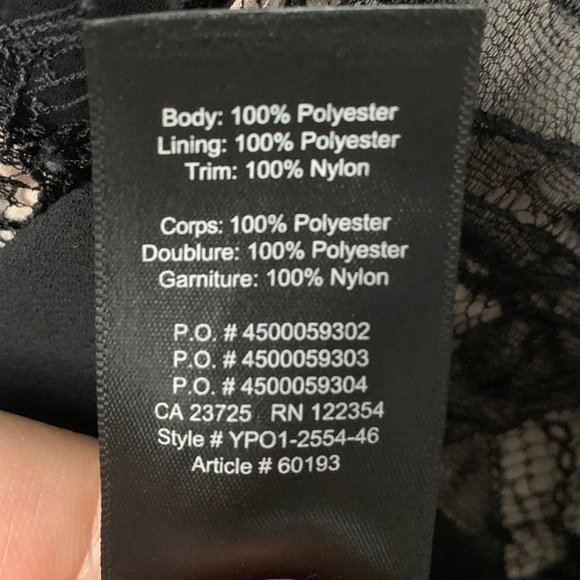 Body: 100% Polyester
Lining: 100% Polyester
Trim: 100% Nylon
Corps: 100% Polyester
Doublure: 100% Polyester
Garniture: 100% Nylon
P.O. # 4500059302
P.O. # 4500059303
P.O. # 4500059304
CA 23725 RN 122354
Style # YPO1-2554-46
Article # 60193